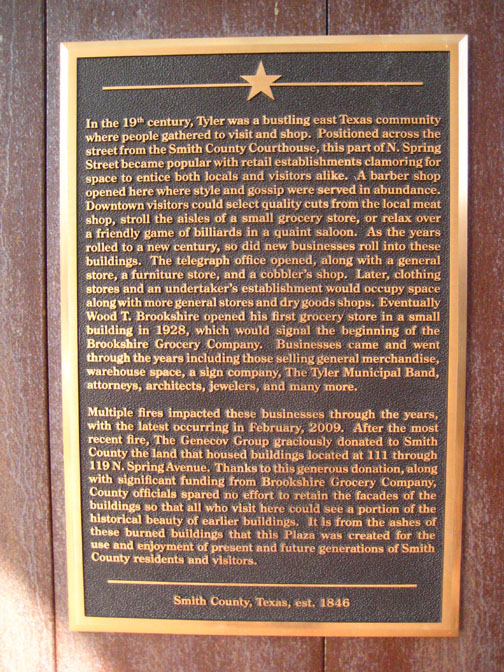 In the 19th century, Tyler was a bustling east Texas community
where people gathered to visit and shop. Positioned across the
street from the Smith County Courthouse, this part of N. Spring
Street became popular with retail establishments clamoring for
space to entice both locals and visitors alike. A barber shop
opened here where style and gossip were served in abundance.
Downtown visitors could select quality cuts from the local meat
shop, stroll the aisles of a small grocery store, or relax over
a friendly game of billiards in a quaint saloon. As the years
rolled to a new century, so did new businesses roll into these
buildings. The telegraph office opened, along with a general
store, a furniture store, and a cobbler's shop. Later, clothing
stores and an undertaker's establishment would occupy space
along with more general stores and dry goods shops. Eventually
Wood T. Brookshire opened his first grocery store in a small
building in 1928, which would signal the beginning of the
Brookshire Grocery Company. Businesses came and went
through the years including those selling general merchandise,
warehouse space, a sign company, The Tyler Municipal Band,
attorneys, architects, jewelers, and many more.
Multiple fires impacted these businesses through the years,
with the latest occurring in February, 2009. After the most
recent fire, The Genecov Group graciously donated to Smith
County the land that housed buildings located at 111 through
119 N. Spring Avenue. Thanks to this generous donation, along
with significant funding from Brookshire Grocery Company,
County officials spared no effort to retain the facades of the
buildings so that all who visit here could see a portion of the
historical beauty of earlier buildings. It is from the ashes of
these burned buildings that this Plaza was created for the
use and enjoyment of present and future generations of Smith
County residents and visitors.
Smith County, Texas, est. 1846